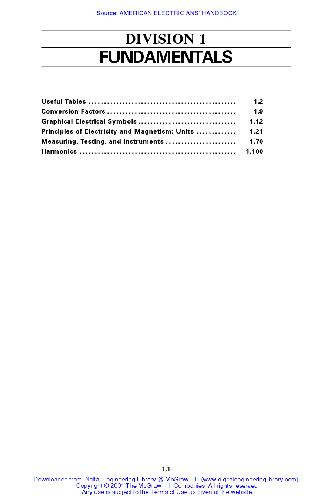 Source: AMERICAN ELECTRICIANS' HANDBOOK
DIVISION 1
FUNDAMENTALS
Useful Tables 1.2
Conversion Factors 1.9
Graphical Electrical Symbols 1.12
Principles of Electricity and Magnetism: Units 1.21
Measuring, Testing, and Instruments 1.70
Harmonics 1.100
1.1
Downloaded from Digital Engineering Library @ McGraw-Hill (www.digitalengineeringlibrary.com)
Copyright © 2004 The McGraw-Hill Companies. All rights reserved.
Any use is subject to the Terms of Use as given at the website.